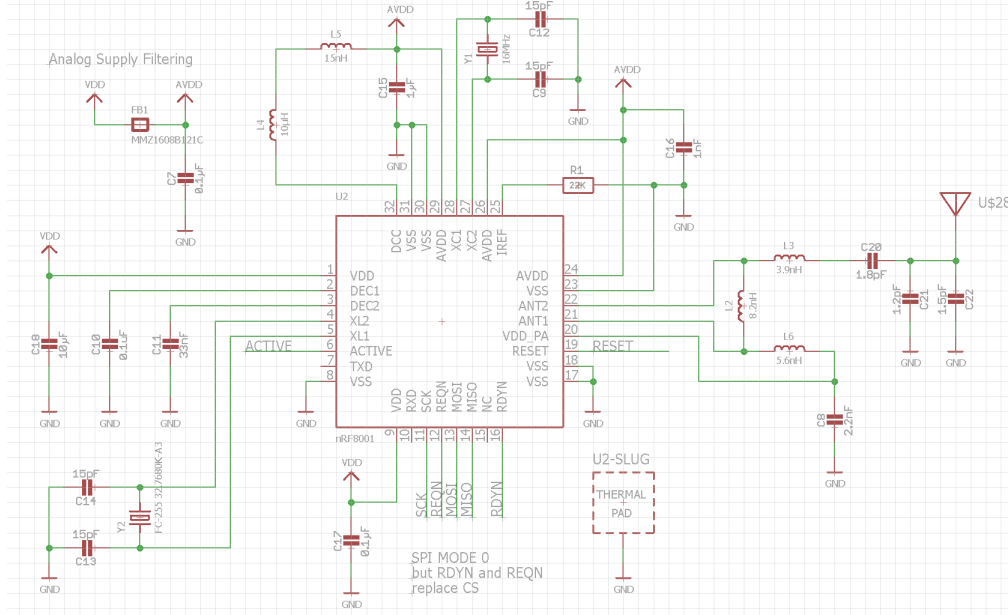 Analog Supply Filtering
VDD
AVDD
FB1
MMZ1608B121C
C7
0.1µF
GND
L5
15nH
AVDD
L4
10µH
C15
1µF
GND
15pF
C12
Y1
16MHz
15pF
C9
GND
AVDD
C16
1nF
GND
R1
22K
U2
32
31
30
29
28
27
26
25
DCC
VSS
VSS
AVDD
XC1
XC2
AVDD
IREF
1 VDD
2 DEC1
3 DEC2
4 XL2
5 XL1
6 ACTIVE
7 TXD
8 VSS
AVDD 24
VSS 23
ANT2 22
ANT1 21
VDD_PA 20
RESET 19
VSS 18
VSS 17
VDD
RXD
SCK
REQN
MOSI
MISO
NC
RDYN
9
10
11
12
13
14
15
16
nRF8001
ACTIVE
RESET
VDD
C18
10µF
GND
C10
0.1uF
GND
C11
33nF
GND
GND
GND
15pF
C14
Y2
FC-255 32.7680K-A3
15pF
C13
GND
VDD
C17
0.1µF
GND
SCK
REQN
MOSI
MISO
RDYN
SPI MODE 0
but RDYN and REQN
replace CS
U2-SLUG
THERMAL
PAD
GND
L3
3.9nH
L2
8.2nH
L6
5.6nH
C20
1.8pF
1.2pF
C21
GND
1.5pF
C22
GND
U$28
C8
2.2nF
GND